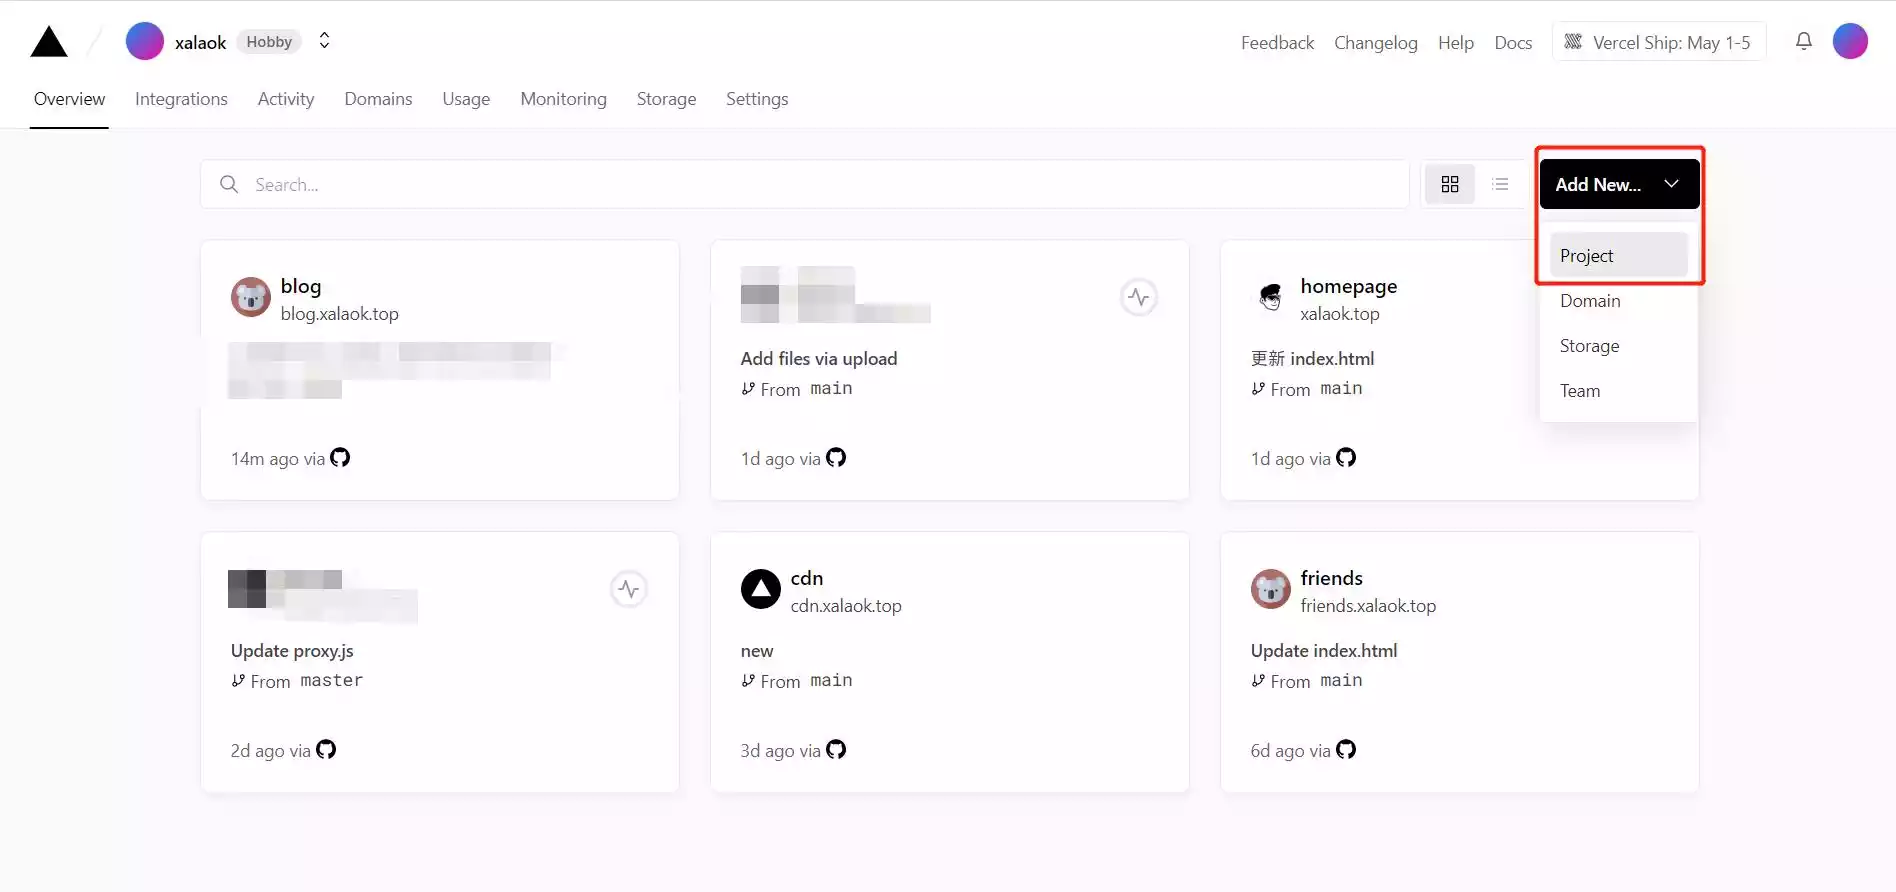 xalaok Hobby
Feedback Changelog Help Docs Vercel Ship: May 1-5
Overview Integrations Activity Domains Usage Monitoring Storage Settings
Search...
Add New...
Project
Domain
Storage
Team
blog
blog.xalaok.top
14m ago via
Add files via upload
From main
1d ago via
homepage
xalaok.top
更新 index.html
From main
1d ago via
Update proxy.js
From master
2d ago via
cdn
cdn.xalaok.top
new
From main
3d ago via
friends
friends.xalaok.top
Update index.html
From main
6d ago via